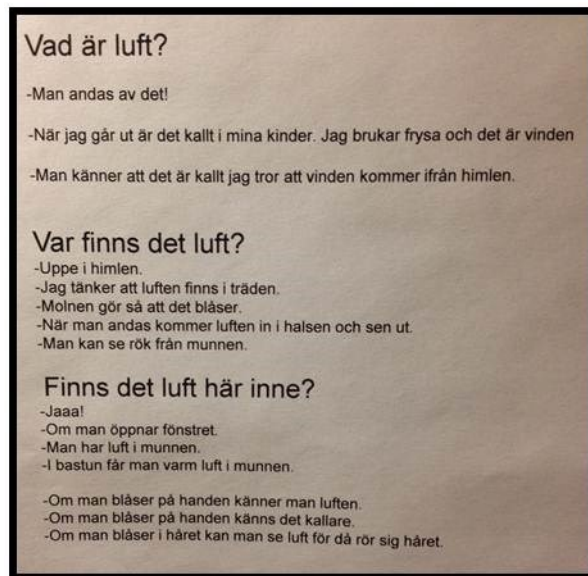 Vad är luft?
-Man andas av det!
-När jag går ut är det kallt i mina kinder. Jag brukar frysa och det är vinden
-Man känner att det är kallt jag tror att vinden kommer ifrån himlen.
Var finns det luft?
-Uppe i himlen.
-Jag tänker att luften finns i träden.
-Molnen gör så att det blåser.
-När man andas kommer luften in i halsen och sen ut.
-Man kan se rök från munnen.
Finns det luft här inne?
-Jaaa!
-Om man öppnar fönstret.
-Man har luft i munnen.
-I bastun får man varm luft i munnen.
-Om man blåser på handen känner man luften.
-Om man blåser på handen känns det kallare.
-Om man blåser i håret kan man se luft för då rör sig håret.